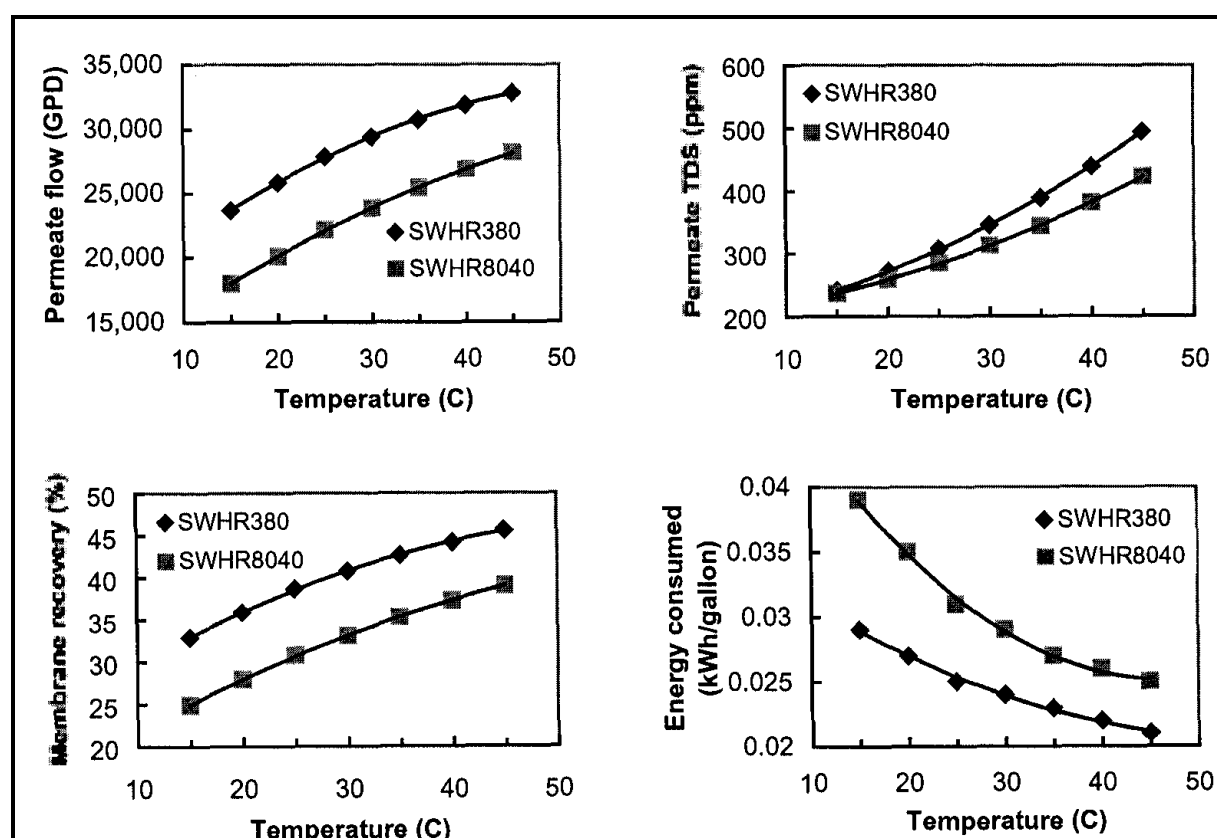 Permeate flow (GPD)
35,000
30,000
25,000
20,000
15,000
SWHR380
SWHR8040
10 20 30 40 50
Temperature (C)
Permeate TDS (ppm)
600
500
400
300
200
SWHR380
SWHR8040
10 20 30 40 50
Temperature (C)
Membrane recovery (%)
50
45
40
35
30
25
20
SWHR380
SWHR8040
10 20 30 40 50
Temperature (C)
Energy consumed
(kWh/gallon)
0.04
0.035
0.03
0.025
0.02
SWHR380
SWHR8040
10 20 30 40 50
Temperature (C)